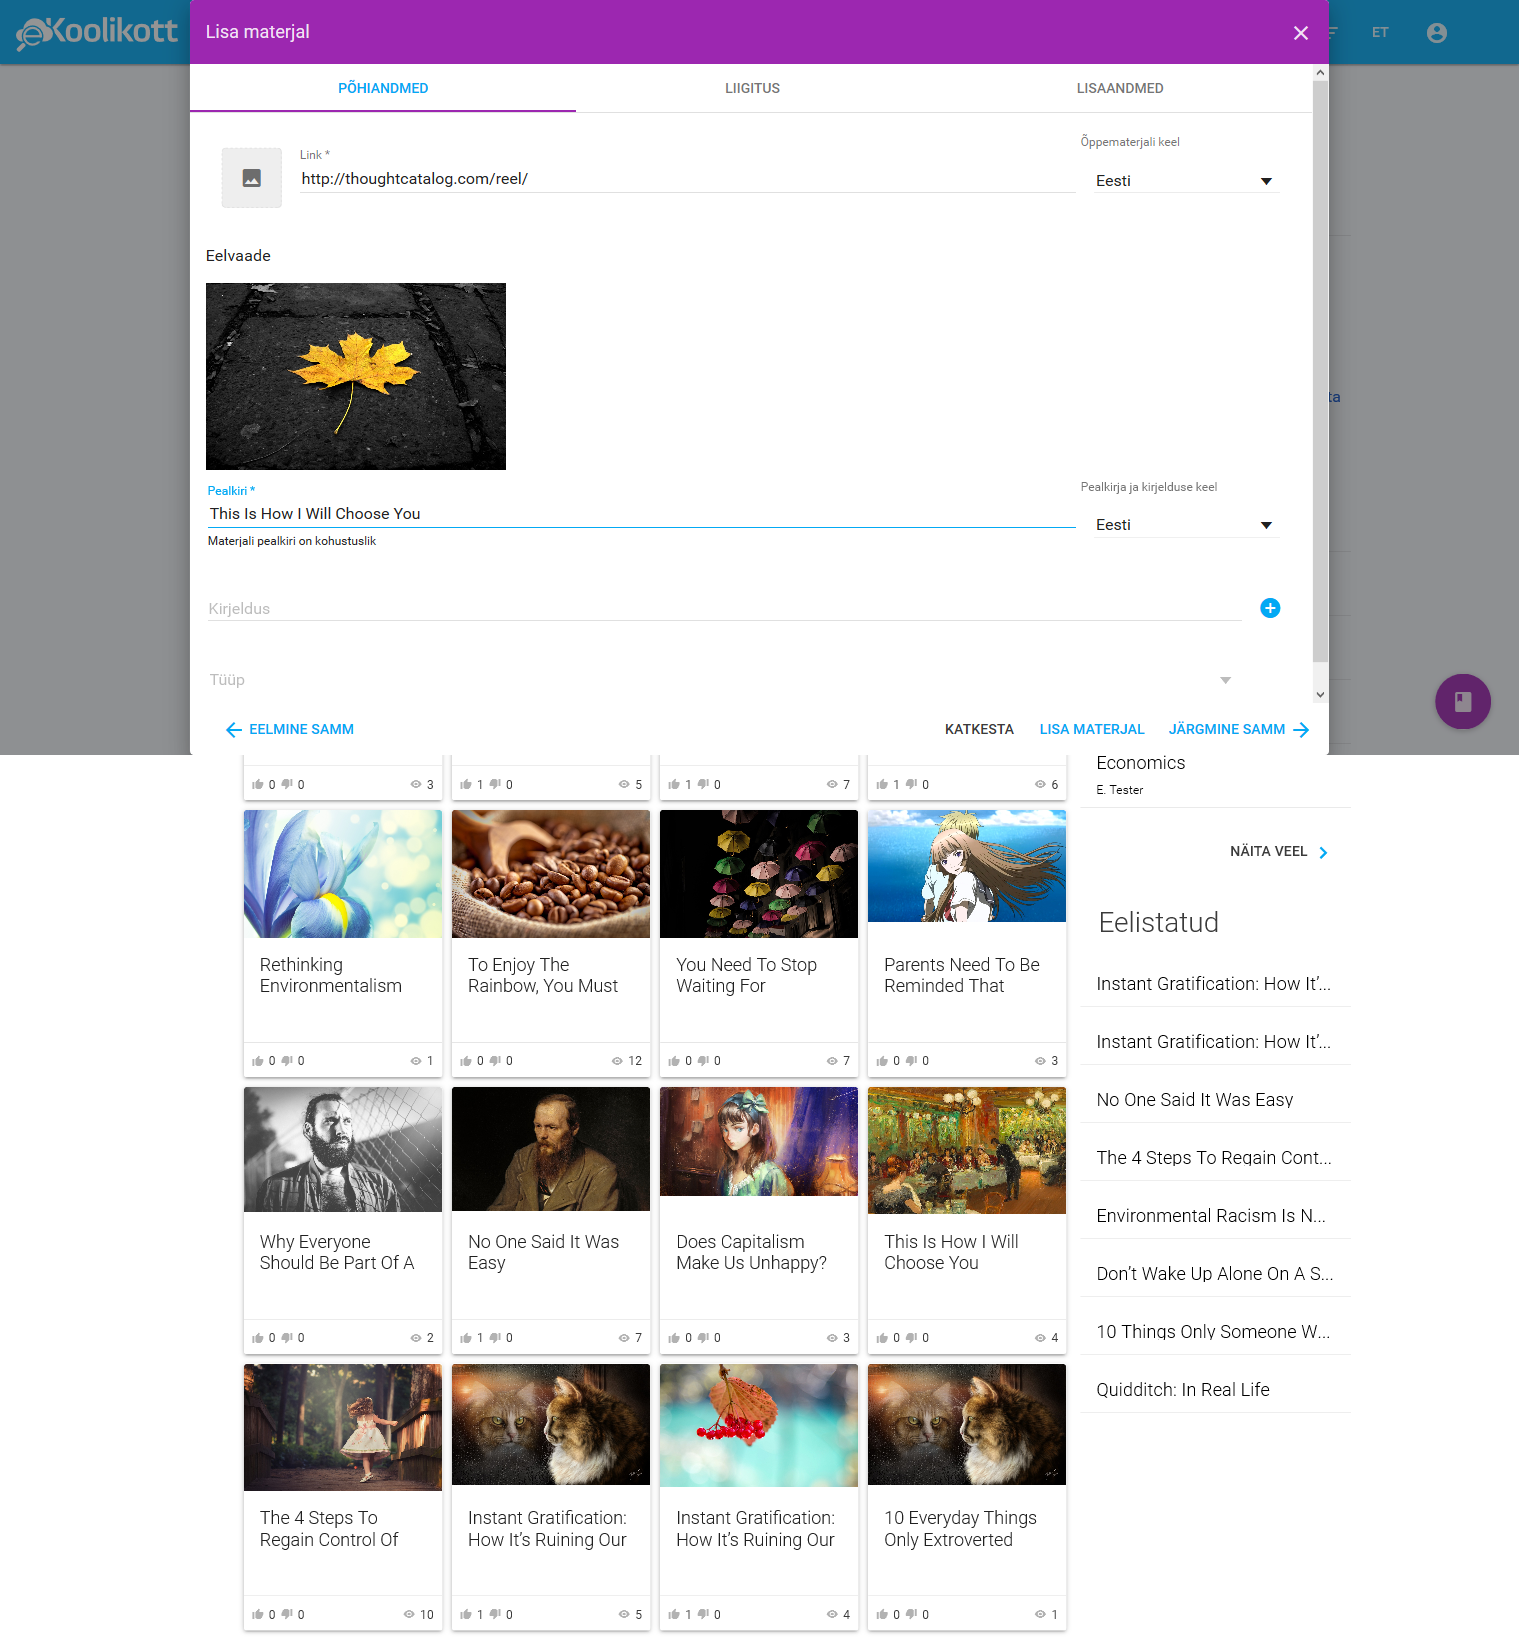 eKoolikott
Lisa materjal
ET
PÕHIANDMED
LIIGITUS
LISAANDMED
Link *
Õppematerjali keel
http://thoughtcatalog.com/reel/
Eesti
Eelvaade
ta
Pealkiri *
Pealkirja ja kirjelduse keel
This Is How I Will Choose You
Eesti
Materjali pealkiri on kohustuslik
Kirjeldus
Tüüp
EELMINE SAMM
KATKESTA
LISA MATERJAL
JÄRGMINE SAMM
0 0 3
1 0 5
1 0 7
1 0 6
Economics
E. Tester
NÄITA VEEL
Rethinking
Environmentalism
0 0 1
To Enjoy The
Rainbow, You Must
0 0 12
You Need To Stop
Waiting For
0 0 7
Parents Need To Be
Reminded That
0 0 3
Why Everyone
Should Be Part Of A
0 0 2
No One Said It Was
Easy
1 0 7
Does Capitalism
Make Us Unhappy?
0 0 3
This Is How I Will
Choose You
0 0 4
The 4 Steps To
Regain Control Of
0 0 10
Instant Gratification:
How It’s Ruining Our
1 0 5
Instant Gratification:
How It’s Ruining Our
1 0 4
10 Everyday Things
Only Extroverted
0 0 1
Eelistatud
Instant Gratification: How It’...
Instant Gratification: How It’...
No One Said It Was Easy
The 4 Steps To Regain Cont...
Environmental Racism Is N...
Don’t Wake Up Alone On A S...
10 Things Only Someone W...
Quidditch: In Real Life